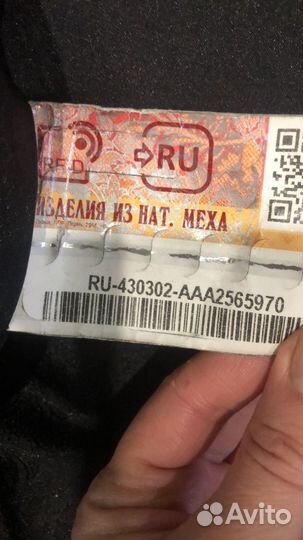 RFID
RU
ИЗДЕЛИЯ ИЗ НАТ. МЕХА
RU-430302-AAA2565970
Avito